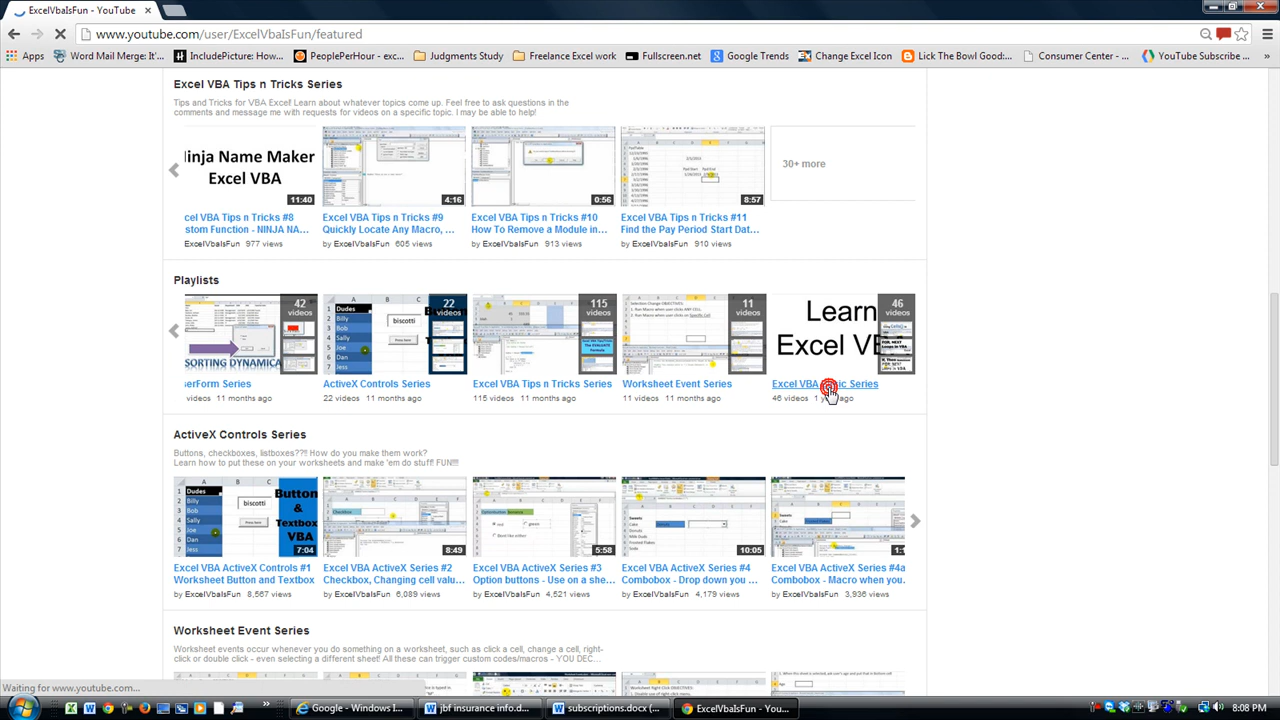 ExcelVbaIsFun - YouTube
www.youtube.com/user/ExcelVbaIsFun/featured
Apps
Word Mail Merge: It'...
IncludePicture: How...
PeoplePerHour - exc...
Judgments Study
Freelance Excel work
Fullscreen.net
Google Trends
Change Excel Icon
Lick The Bowl Good:...
Consumer Center - ...
YouTube Subscribe ...
Excel VBA Tips n Tricks Series
Tips and Tricks for VBA Excel! Learn about whatever topics come up. Feel free to ask questions in the
comments and message me with requests for videos on a specific topic. I may be able to help!
Name Maker
Excel VBA
11:40
4:16
0:56
8:57
30+ more
cel VBA Tips n Tricks #8
stom Function - NINJA NA...
ExcelVbaIsFun 977 views
Excel VBA Tips n Tricks #9
Quickly Locate Any Macro, ...
by ExcelVbaIsFun 605 views
Excel VBA Tips n Tricks #10
How To Remove a Module in...
by ExcelVbaIsFun 913 views
Excel VBA Tips n Tricks #11
Find the Pay Period Start Dat...
by ExcelVbaIsFun 910 views
Playlists
42
videos
Dudes
Billy
Bob
Sally
Joe
Dan
Jess
biscotti
22
videos
115
videos
11
videos
Learn
Excel VB
46
videos
serForm Series
videos 11 months ago
ActiveX Controls Series
22 videos 11 months ago
Excel VBA Tips n Tricks Series
115 videos 11 months ago
Worksheet Event Series
11 videos 11 months ago
Excel VBA ic Series
46 videos 1 ago
ActiveX Controls Series
Buttons, checkboxes, listboxes??!! How do you make them work?
Learn how to put these on your worksheets and make 'em do stuff! FUN!!!!
Dudes
Billy
Bob
Sally
Joe
Dan
Jess
biscotti
Button
&
Textbox
VBA
7:04
8:49
5:58
10:05
Excel VBA ActiveX Controls #1
Worksheet Button and Textbox
by ExcelVbaIsFun 8,567 views
Excel VBA ActiveX Series #2
Checkbox, Changing cell valu...
by ExcelVbaIsFun 6,089 views
Excel VBA ActiveX Series #3
Option buttons - Use on a she...
by ExcelVbaIsFun 4,521 views
Excel VBA ActiveX Series #4
Combobox - Drop down you ...
by ExcelVbaIsFun 4,179 views
Excel VBA ActiveX Series #4a
Combobox - Macro when you.
by ExcelVbaIsFun 3,936 views
Worksheet Event Series
Worksheet events occur whenever you do something on a worksheet, such as click a cell, change a cell, right-
click or double click - even selecting a different sheet! All these can trigger custom codes/macros - YOU DEC...
Waiting for www.youtube.com...
Google - Windows I...
jbf insurance info.d...
subscriptions.docx (...
ExcelVbaIsFun - You...
8:08 PM